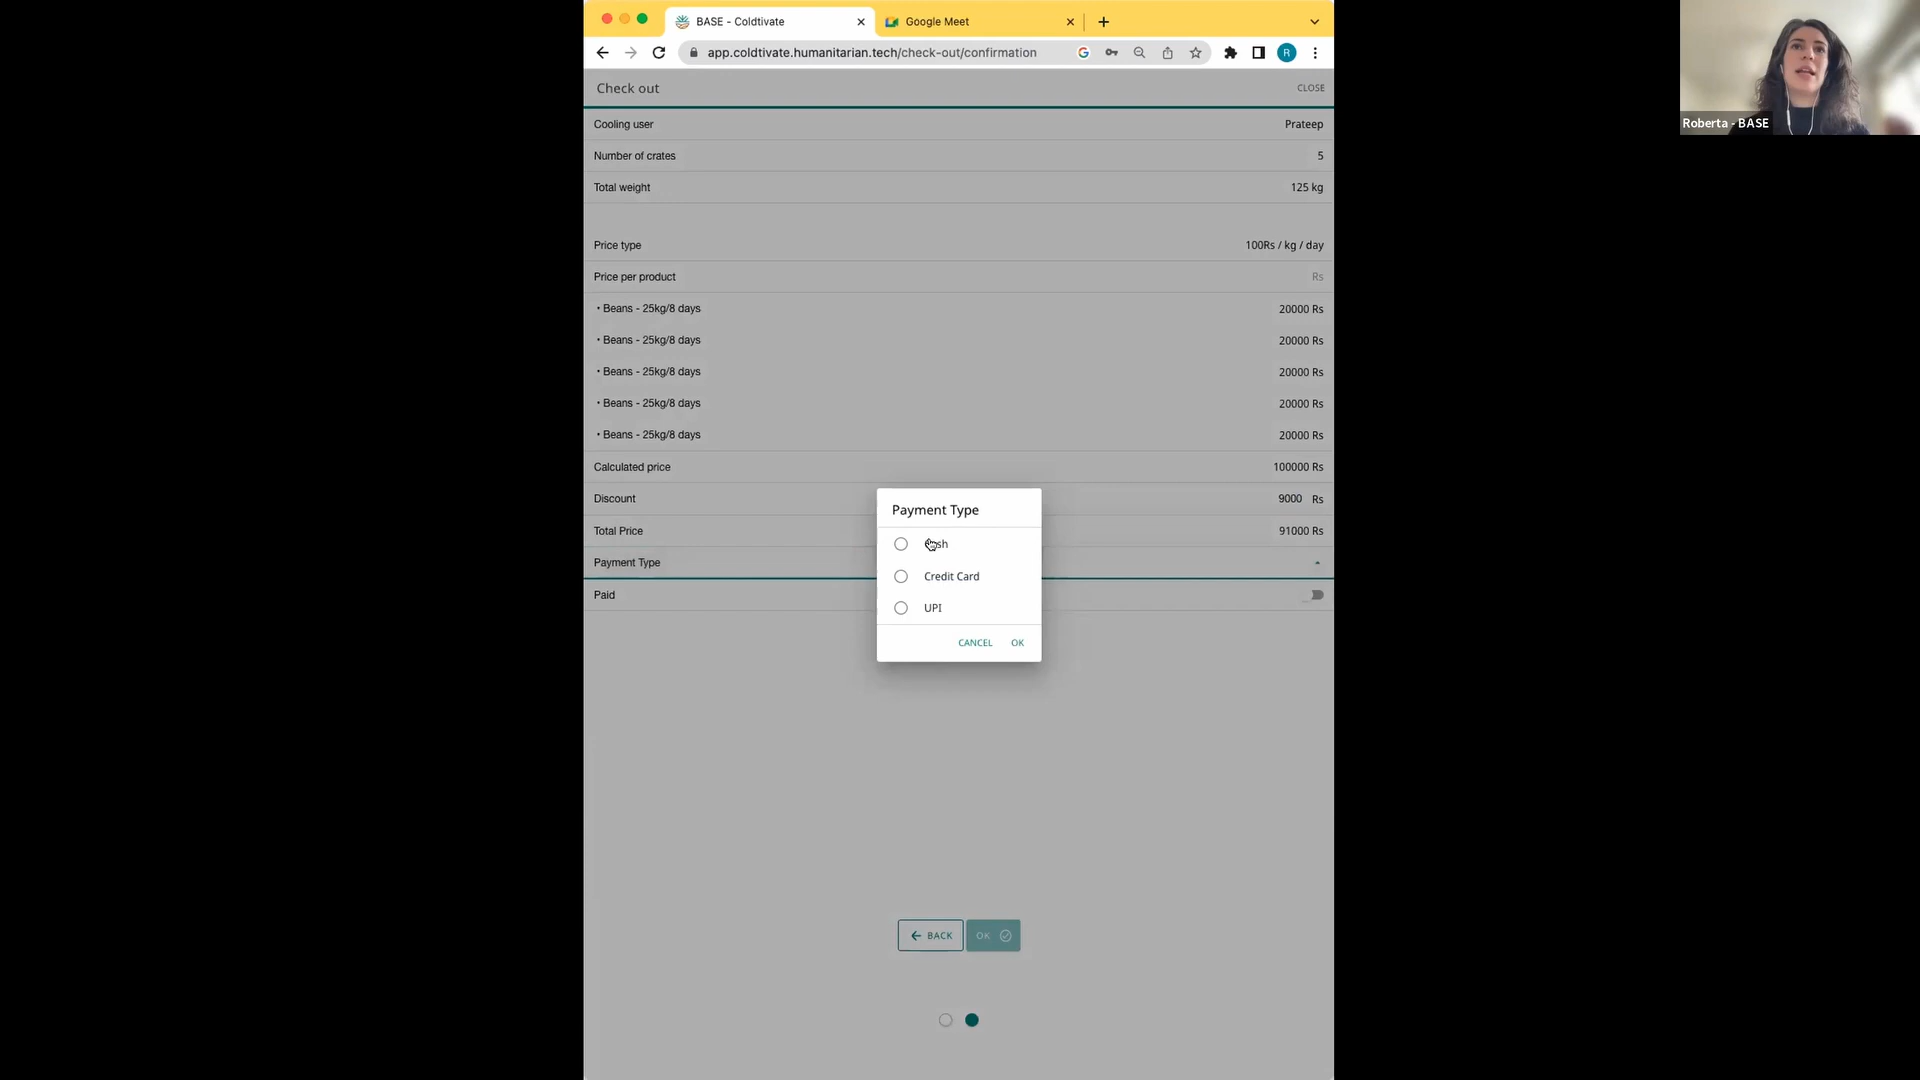 BASE - Coldtivate
Google Meet
app.coldtivate.humanitarian.tech/check-out/confirmation
R
Roberta - BASE
Check out CLOSE
Cooling user Prateep
Number of crates 5
Total weight 125 kg
Price type 100Rs / kg / day
Price per product Rs
• Beans - 25kg/8 days 20000 Rs
• Beans - 25kg/8 days 20000 Rs
• Beans - 25kg/8 days 20000 Rs
• Beans - 25kg/8 days 20000 Rs
• Beans - 25kg/8 days 20000 Rs
Calculated price 100000 Rs
Discount 9000 Rs
Total Price 91000 Rs
Payment Type
Paid
Payment Type
Credit Card
UPI
CANCEL OK
BACK OK